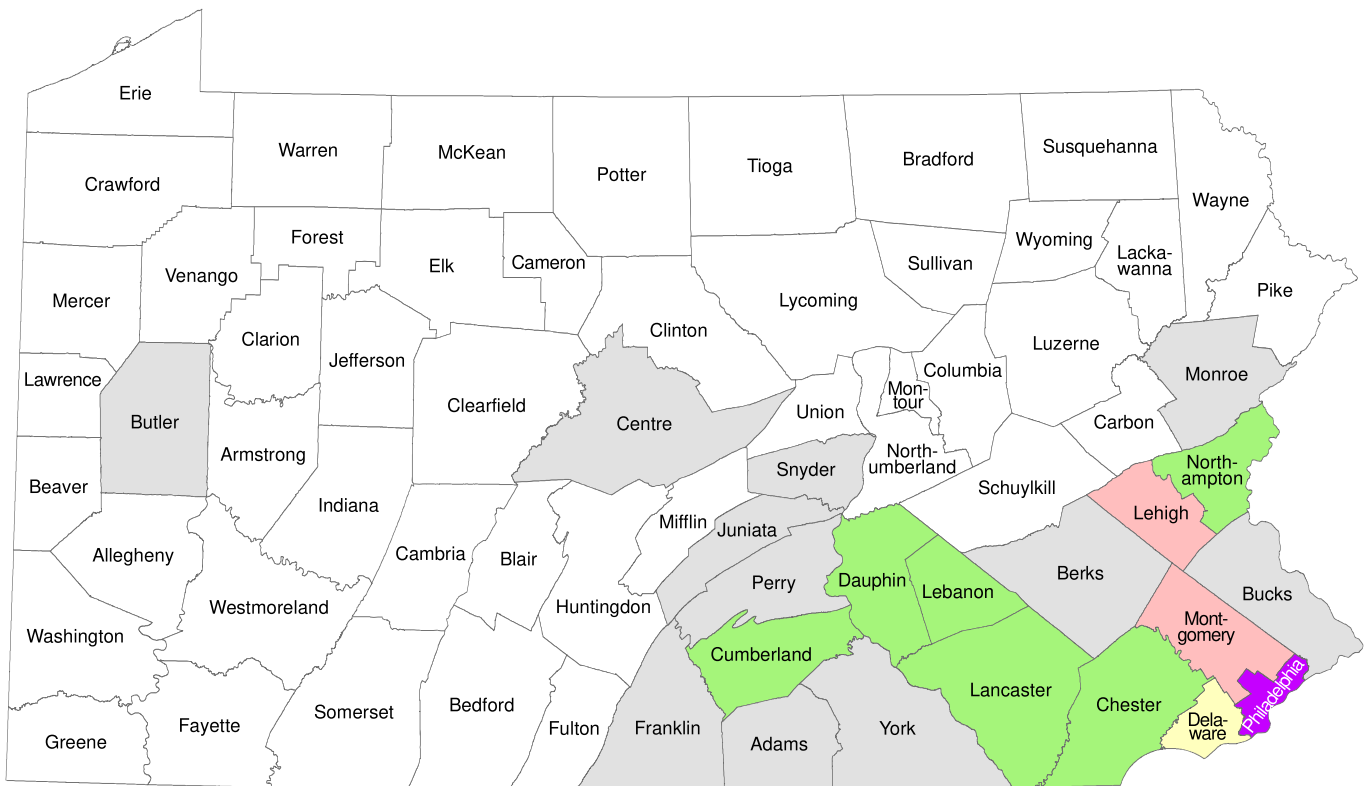 Erie
Warren
McKean
Potter
Tioga
Bradford
Susquehanna
Crawford
Wayne
Forest
Venango
Elk
Cameron
Sullivan
Wyoming
Lacka-
wanna
Mercer
Pike
Lycoming
Clinton
Clarion
Jefferson
Luzerne
Columbia
Monroe
Lawrence
Butler
Clearfield
Centre
Union
Mon-
tour
Carbon
Armstrong
North-
umberland
Snyder
North-
ampton
Beaver
Indiana
Schuylkill
Lehigh
Mifflin
Juniata
Allegheny
Cambria
Blair
Perry
Dauphin
Lebanon
Berks
Bucks
Westmoreland
Huntingdon
Washington
Mont-
gomery
Cumberland
Lancaster
Chester
Philadelphia
Somerset
Bedford
Fayette
Fulton
Franklin
York
Dela-
ware
Greene
Adams